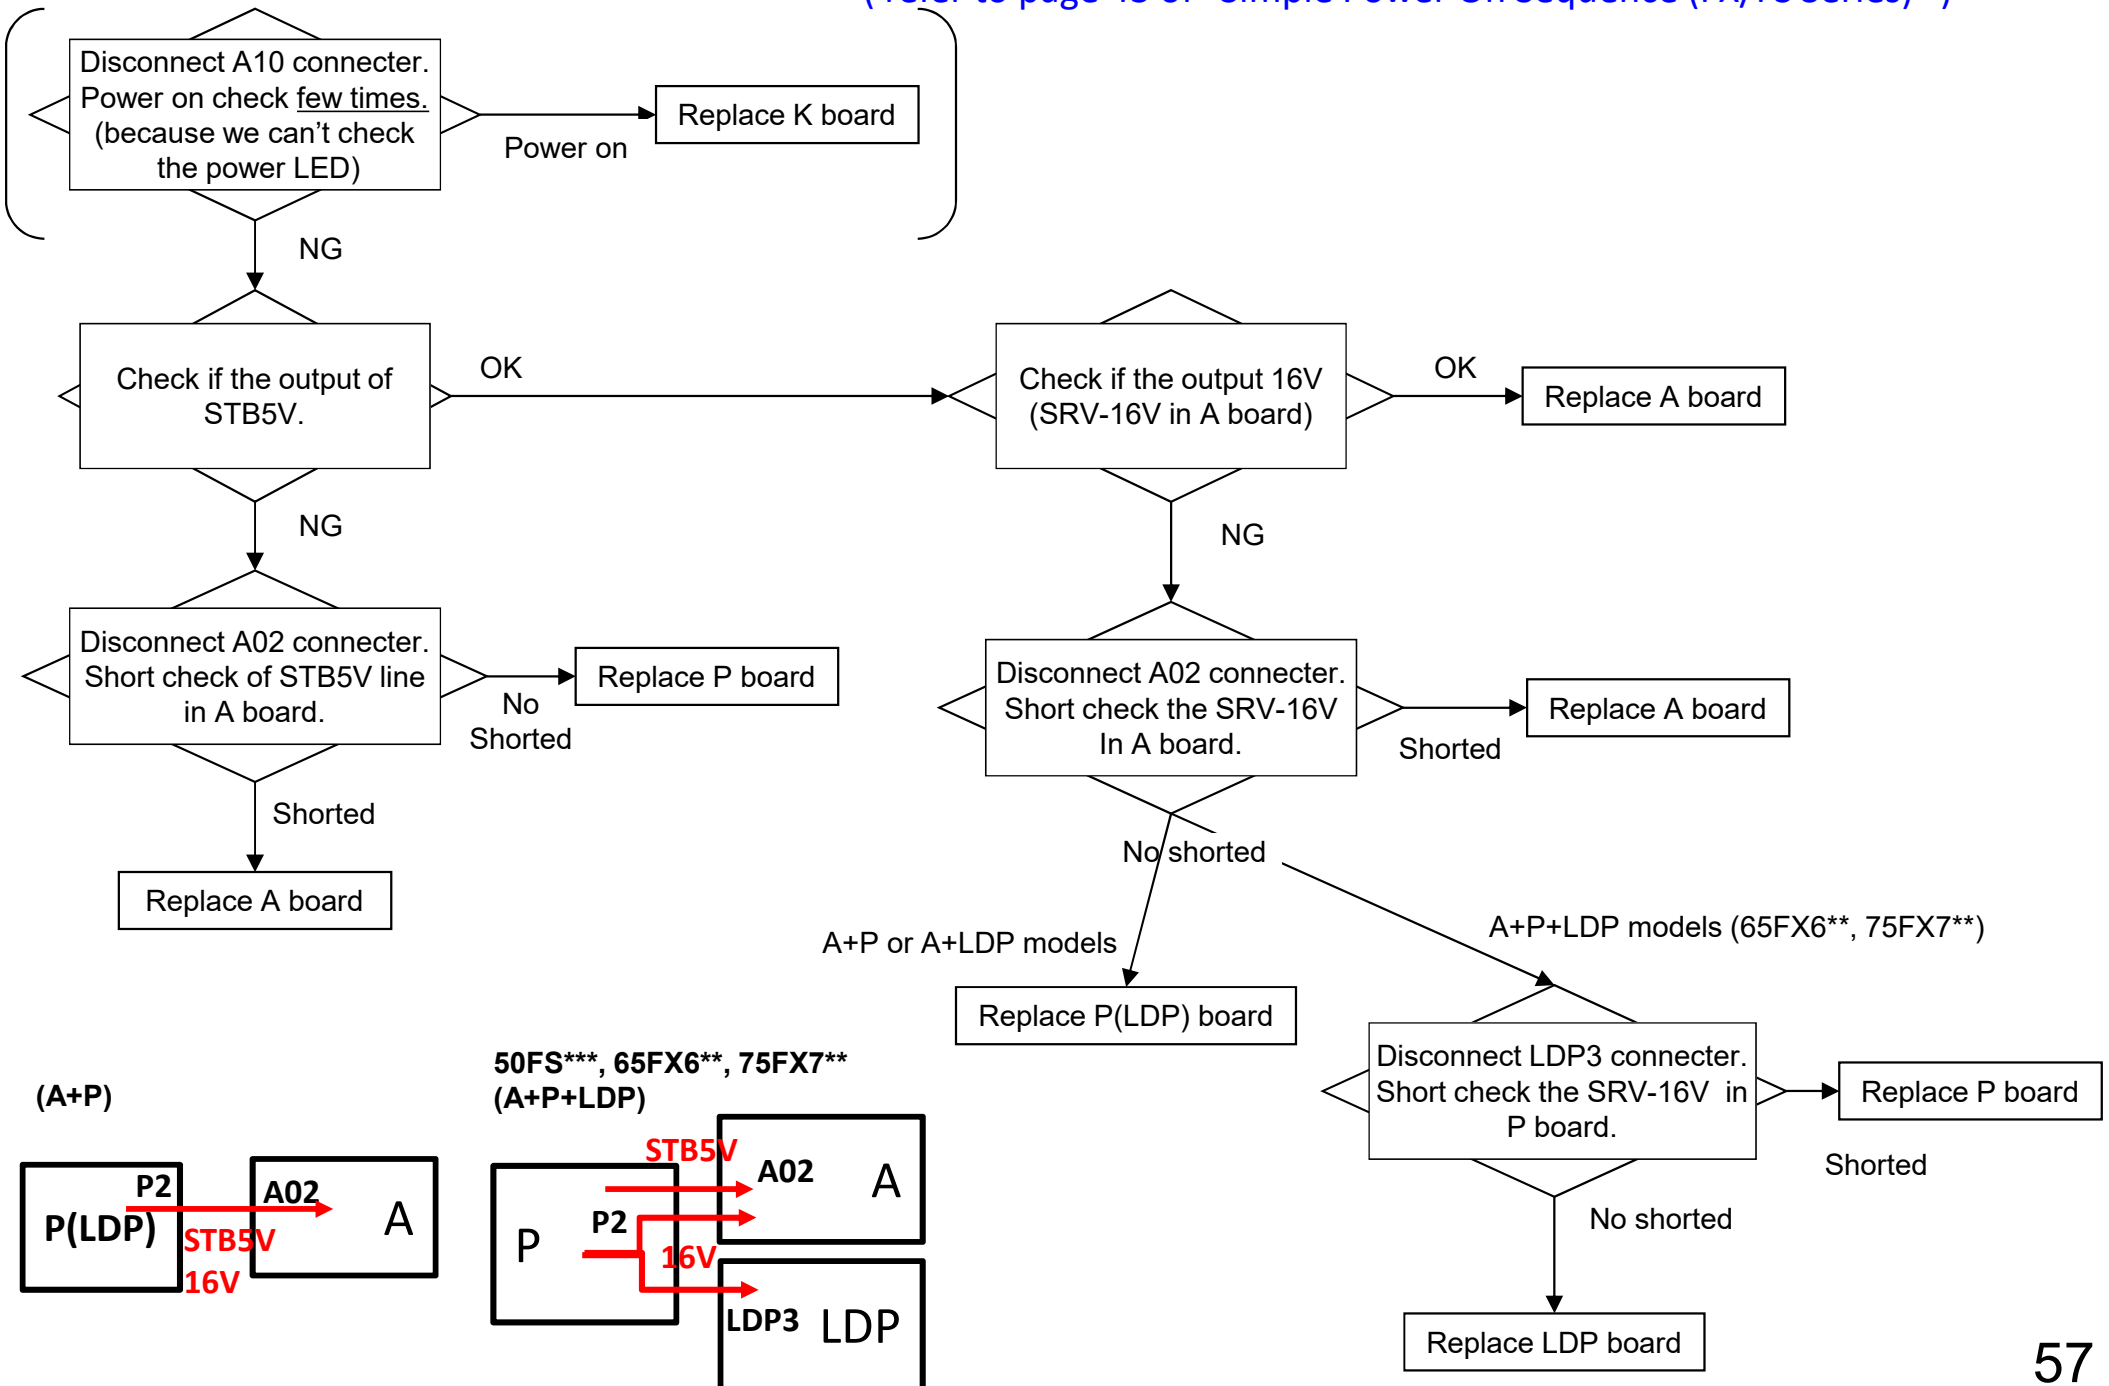 Disconnect A10 connecter.
Power on check few times.
(because we can't check
the power LED)
Power on
Replace K board
NG
Check if the output of
STB5V.
OK
Check if the output 16V
(SRV-16V in A board)
OK
Replace A board
NG
NG
Disconnect A02 connecter.
Short check of STB5V line
in A board.
No
Shorted
Replace P board
Disconnect A02 connecter.
Short check the SRV-16V
In A board.
Shorted
Replace A board
Shorted
Replace A board
No shorted
A+P or A+LDP models
A+P+LDP models (65FX6**, 75FX7**)
Replace P(LDP) board
Disconnect LDP3 connecter.
Short check the SRV-16V in
P board.
Replace P board
Shorted
No shorted
Replace LDP board
(A+P)
P2
P(LDP)
A02
A
STB5V
16V
50FS***, 65FX6**, 75FX7**
(A+P+LDP)
STB5V
A02
A
P2
P
16V
LDP3
LDP
57